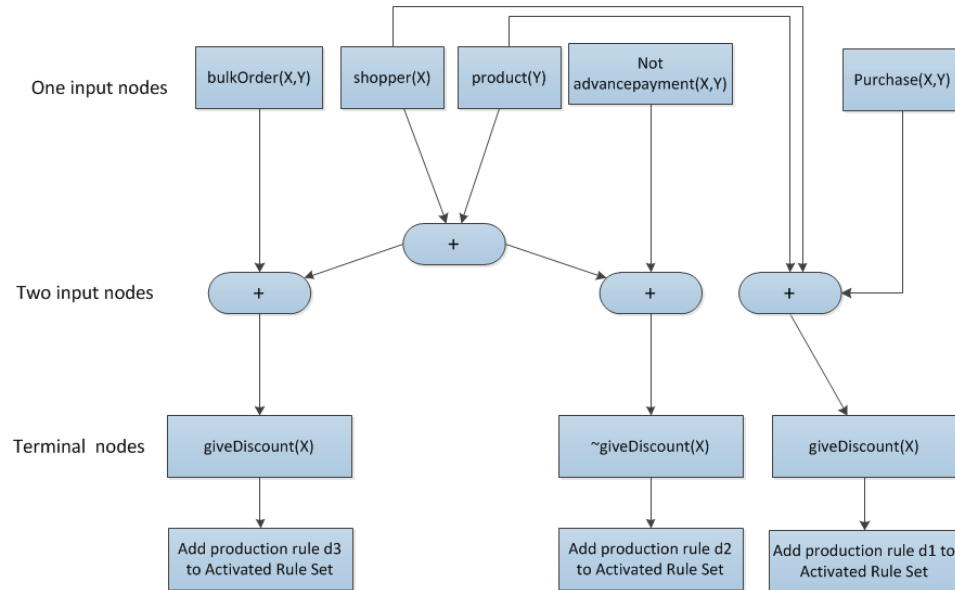 One input nodes
bulkOrder(X,Y)
shopper(X)
product(Y)
Not
advancepayment(X,Y)
Purchase(X,Y)
+
Two input nodes
+
+
+
Terminal nodes
giveDiscount(X)
~giveDiscount(X)
giveDiscount(X)
Add production rule d3
to Activated Rule Set
Add production rule d2
to Activated Rule Set
Add production rule d1 to
Activated Rule Set